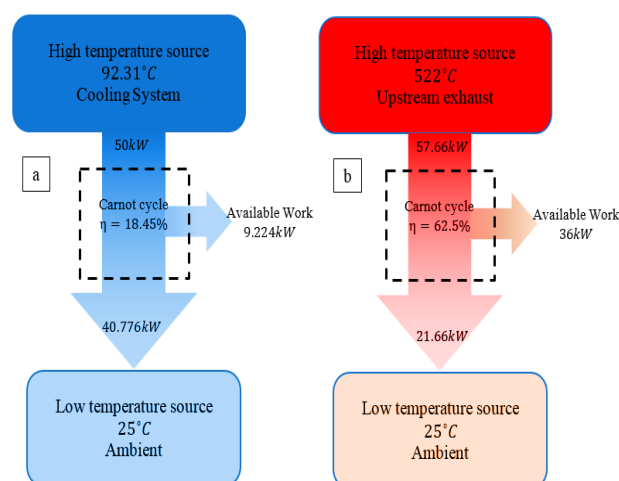 High temperature source
92.31°C
Cooling System
50kW
a
Carnot cycle
η = 18.45%
Available Work
9.224kW
40.776kW
Low temperature source
25°C
Ambient
High temperature source
522°C
Upstream exhaust
57.66kW
b
Carnot cycle
η = 62.5%
Available Work
36kW
21.66kW
Low temperature source
25°C
Ambient